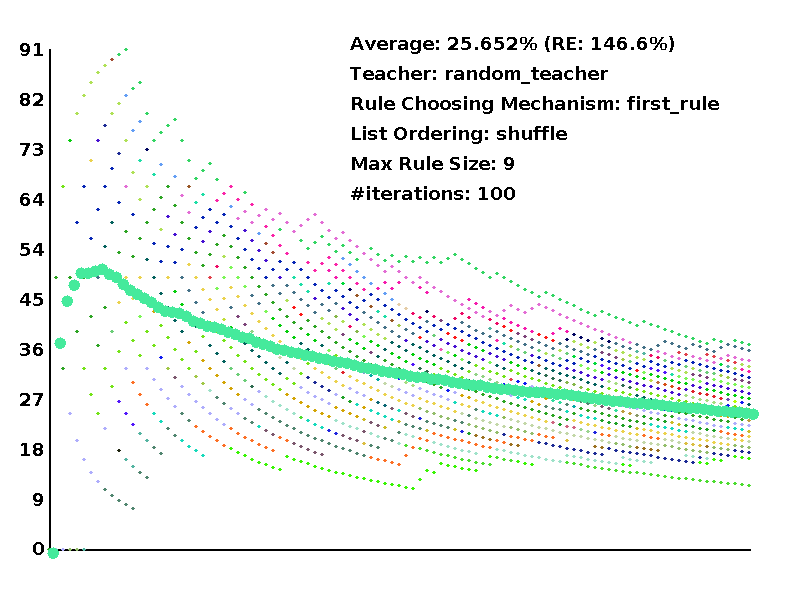 Average: 25.652% (RE: 146.6%)
Teacher: random_teacher
Rule Choosing Mechanism: first_rule
List Ordering: shuffle
Max Rule Size: 9
#iterations: 100
91
82
73
64
54
45
36
27
18
9
0